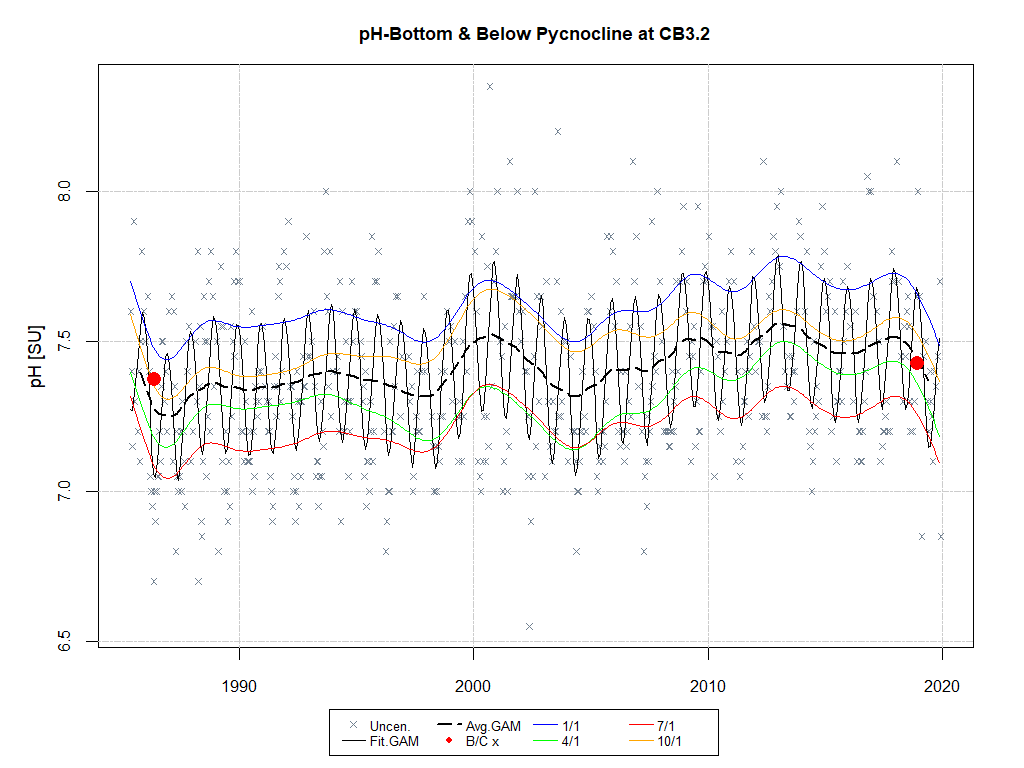 pH-Bottom & Below Pycnocline at CB3.2
pH [SU]
8.0
7.5
7.0
6.5
1990 2000 2010 2020
Uncen. Avg.GAM 1/1 7/1
Fit.GAM B/C x 4/1 10/1